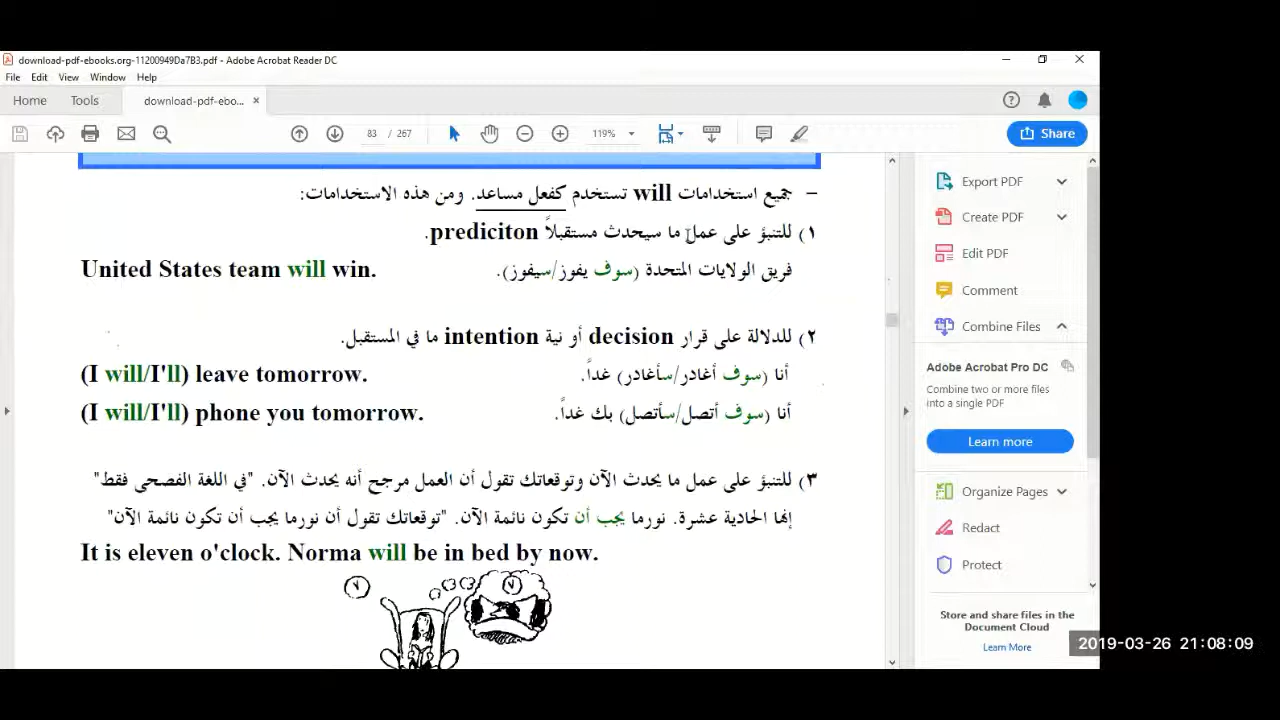 download-pdf-ebooks.org-11200949Da7B3.pdf - Adobe Acrobat Reader DC
File Edit View Window Help
Home Tools download-pdf-ebo... ×
83 / 267 119% Share
– جميع استخدامات will تستخدم كفعل مساعد. ومن هذه الاستخدامات:
١) للتنبؤ على عمل ما سيحدث مستقبلاً prediciton.
فريق الولايات المتحدة (سوف يفوز/سيفوز).
United States team will win.
٢) للدلالة على قرار decision أو نية intention ما في المستقبل.
أنا (سوف أغادر/سأغادر) غداً.
(I will/I'll) leave tomorrow.
أنا (سوف أتصل/سأتصل) بك غداً.
(I will/I'll) phone you tomorrow.
٣) للتنبؤ على عمل ما يحدث الآن وتوقعاتك تقول أن العمل مرجح أنه يحدث الآن. "في اللغة الفصحى فقط"
إنها الحادية عشرة. نورما يجب أن تكون نائمة الآن. "توقعاتك تقول أن نورما يجب أن تكون نائمة الآن"
It is eleven o'clock. Norma will be in bed by now.
Export PDF
Create PDF
Edit PDF
Comment
Combine Files
Adobe Acrobat Pro DC
Combine two or more files
into a single PDF
Learn more
Organize Pages
Redact
Protect
Store and share files in the
Document Cloud
Learn More
2019-03-26 21:08:09